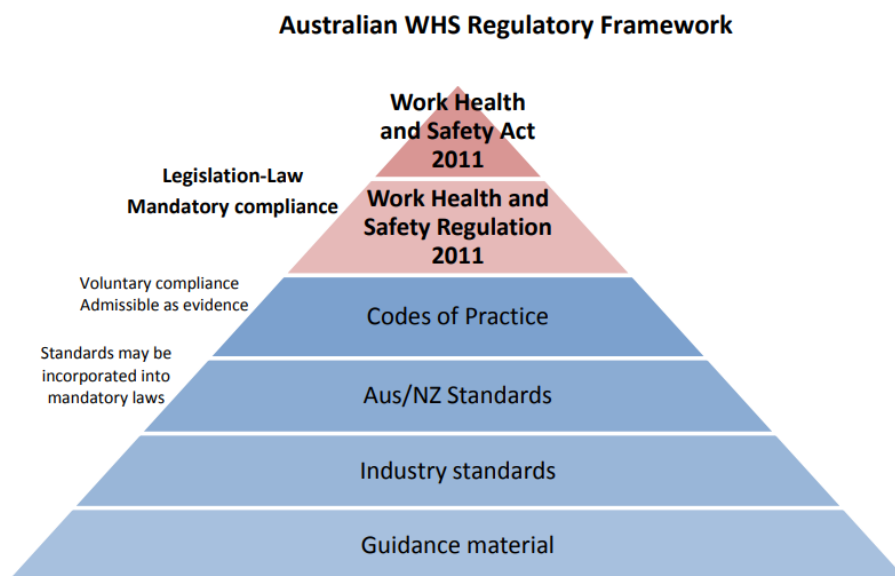 Australian WHS Regulatory Framework
Work Health
and Safety Act
2011
Legislation-Law
Mandatory compliance
Work Health and
Safety Regulation
2011
Voluntary compliance
Admissible as evidence
Codes of Practice
Standards may be
incorporated into
mandatory laws
Aus/NZ Standards
Industry standards
Guidance material